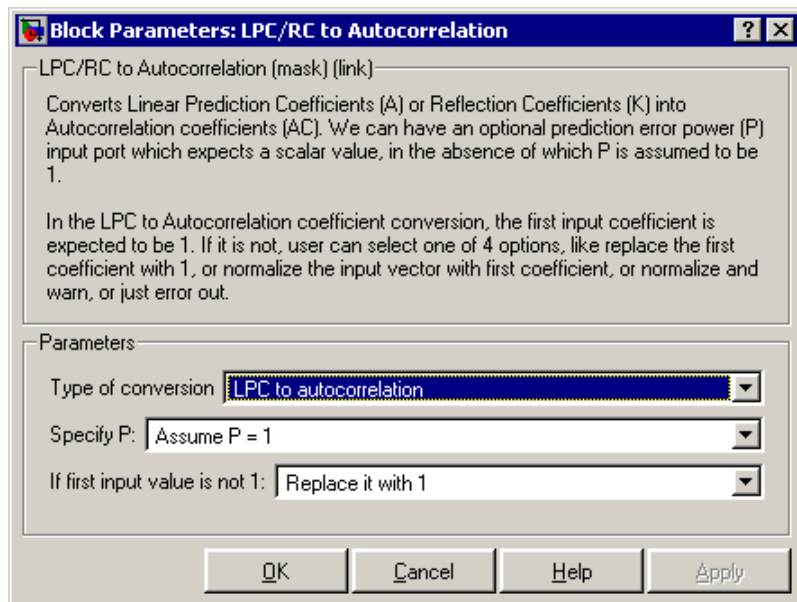 Block Parameters: LPC/RC to Autocorrelation
LPC/RC to Autocorrelation (mask) (link)
Converts Linear Prediction Coefficients (A) or Reflection Coefficients (K) into
Autocorrelation coefficients (AC). We can have an optional prediction error power (P)
input port which expects a scalar value, in the absence of which P is assumed to be
1.
In the LPC to Autocorrelation coefficient conversion, the first input coefficient is
expected to be 1. If it is not, user can select one of 4 options, like replace the first
coefficient with 1, or normalize the input vector with first coefficient, or normalize and
warn, or just error out.
Parameters
Type of conversion LPC to autocorrelation
Specify P: Assume P = 1
If first input value is not 1: Replace it with 1
OK Cancel Help Apply